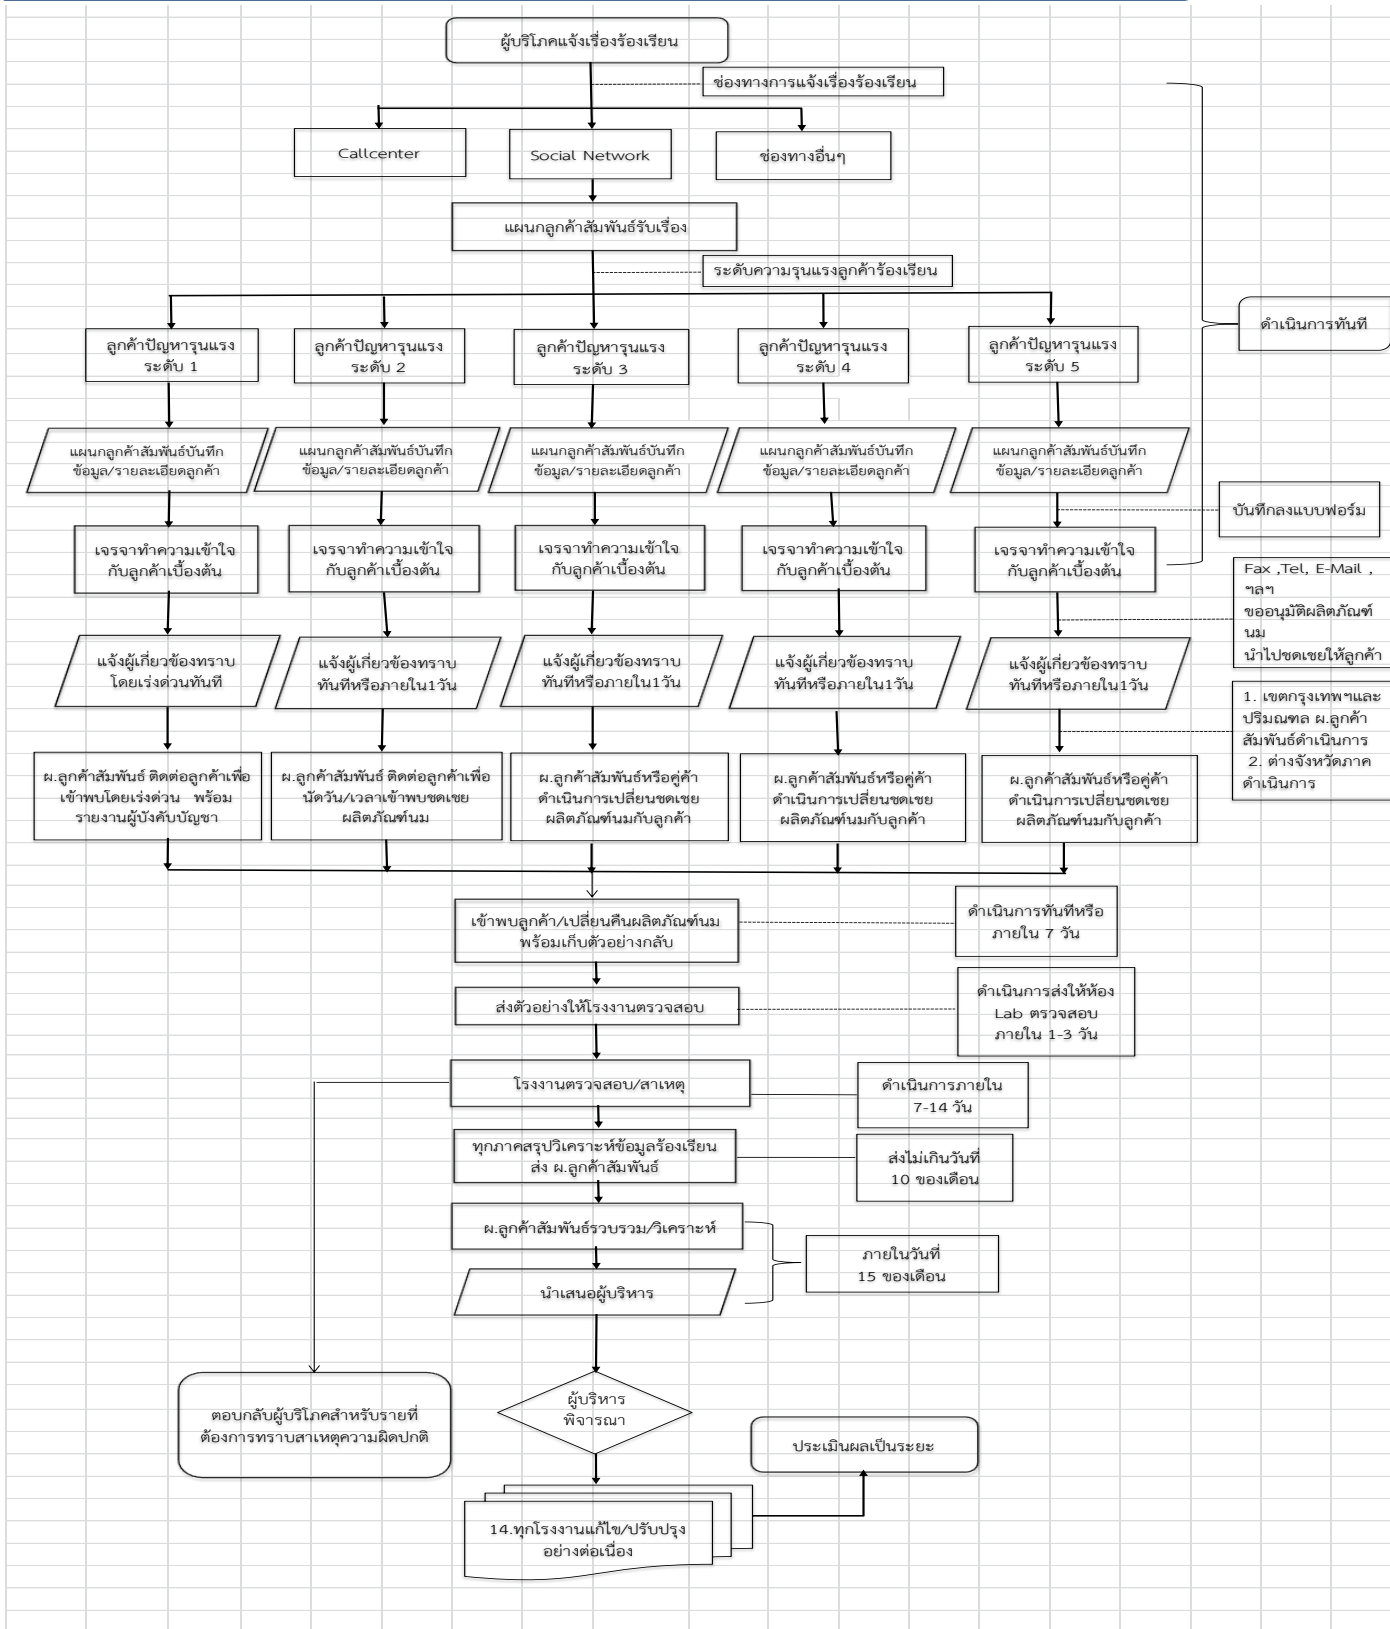 ผู้บริโภคแจ้งเรื่องร้องเรียน
ช่องทางการแจ้งเรื่องร้องเรียน
Callcenter
Social Network
ช่องทางอื่นๆ
แผนกลูกค้าสัมพันธ์รับเรื่อง
ระดับความรุนแรงลูกค้าร้องเรียน
ดำเนินการทันที
ลูกค้าปัญหารุนแรง
ระดับ 1
ลูกค้าปัญหารุนแรง
ระดับ 2
ลูกค้าปัญหารุนแรง
ระดับ 3
ลูกค้าปัญหารุนแรง
ระดับ 4
ลูกค้าปัญหารุนแรง
ระดับ 5
แผนกลูกค้าสัมพันธ์บันทึก
ข้อมูล/รายละเอียดลูกค้า
แผนกลูกค้าสัมพันธ์บันทึก
ข้อมูล/รายละเอียดลูกค้า
แผนกลูกค้าสัมพันธ์บันทึก
ข้อมูล/รายละเอียดลูกค้า
แผนกลูกค้าสัมพันธ์บันทึก
ข้อมูล/รายละเอียดลูกค้า
แผนกลูกค้าสัมพันธ์บันทึก
ข้อมูล/รายละเอียดลูกค้า
บันทึกลงแบบฟอร์ม
เจรจาทำความเข้าใจ
กับลูกค้าเบื้องต้น
เจรจาทำความเข้าใจ
กับลูกค้าเบื้องต้น
เจรจาทำความเข้าใจ
กับลูกค้าเบื้องต้น
เจรจาทำความเข้าใจ
กับลูกค้าเบื้องต้น
เจรจาทำความเข้าใจ
กับลูกค้าเบื้องต้น
Fax ,Tel, E-Mail ,
ฯลฯ
ขออนุมัติผลิตภัณฑ์
นม
นำไปชดเชยให้ลูกค้า
แจ้งผู้เกี่ยวข้องทราบ
โดยเร่งด่วนทันที
แจ้งผู้เกี่ยวข้องทราบ
ทันทีหรือภายใน1วัน
แจ้งผู้เกี่ยวข้องทราบ
ทันทีหรือภายใน1วัน
แจ้งผู้เกี่ยวข้องทราบ
ทันทีหรือภายใน1วัน
แจ้งผู้เกี่ยวข้องทราบ
ทันทีหรือภายใน1วัน
1. เขตกรุงเทพฯและ
ปริมณฑล ผ.ลูกค้า
สัมพันธ์ดำเนินการ
2. ต่างจังหวัดภาค
ดำเนินการ
ผ.ลูกค้าสัมพันธ์ ติดต่อลูกค้าเพื่อ
เข้าพบโดยเร่งด่วน พร้อม
รายงานผู้บังคับบัญชา
ผ.ลูกค้าสัมพันธ์ ติดต่อลูกค้าเพื่อ
นัดวัน/เวลาเข้าพบชดเชย
ผลิตภัณฑ์นม
ผ.ลูกค้าสัมพันธ์หรือคู่ค้า
ดำเนินการเปลี่ยนชดเชย
ผลิตภัณฑ์นมกับลูกค้า
ผ.ลูกค้าสัมพันธ์หรือคู่ค้า
ดำเนินการเปลี่ยนชดเชย
ผลิตภัณฑ์นมกับลูกค้า
ผ.ลูกค้าสัมพันธ์หรือคู่ค้า
ดำเนินการเปลี่ยนชดเชย
ผลิตภัณฑ์นมกับลูกค้า
เข้าพบลูกค้า/เปลี่ยนคืนผลิตภัณฑ์นม
พร้อมเก็บตัวอย่างกลับ
ดำเนินการทันทีหรือ
ภายใน 7 วัน
ส่งตัวอย่างให้โรงงานตรวจสอบ
ดำเนินการส่งให้ห้อง
Lab ตรวจสอบ
ภายใน 1-3 วัน
โรงงานตรวจสอบ/สาเหตุ
ดำเนินการภายใน
7-14 วัน
ทุกภาคสรุปวิเคราะห์ข้อมูลร้องเรียน
ส่ง ผ.ลูกค้าสัมพันธ์
ส่งไม่เกินวันที่
10 ของเดือน
ผ.ลูกค้าสัมพันธ์รวบรวม/วิเคราะห์
ภายในวันที่
15 ของเดือน
นำเสนอผู้บริหาร
ผู้บริหาร
พิจารณา
ตอบกลับผู้บริโภคสำหรับรายที่
ต้องการทราบสาเหตุความผิดปกติ
ประเมินผลเป็นระยะ
14.ทุกโรงงานแก้ไข/ปรับปรุง
อย่างต่อเนื่อง